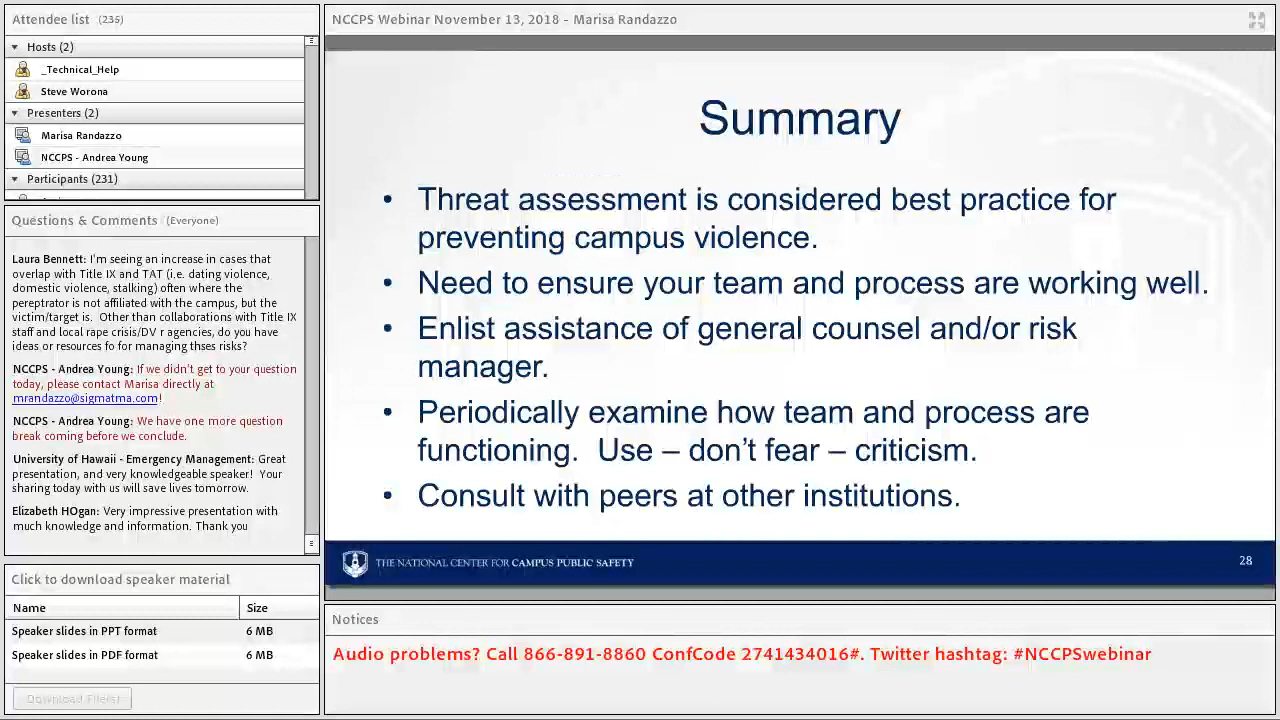 Attendee list (235)
Hosts (2)
_Technical_Help
Steve Worona
Presenters (2)
Marisa Randazzo
NCCPS - Andrea Young
Participants (231)
Questions & Comments (Everyone)
Laura Bennett: I'm seeing an increase in cases that
overlap with Title IX and TAT (i.e. dating violence,
domestic violence, stalking) often where the
pereptrator is not affiliated with the campus, but the
victim/target is. Other than collaborations with Title IX
staff and local rape crisis/DV r agencies, do you have
ideas or resources fo for managing thses risks?
NCCPS - Andrea Young: If we didn't get to your question
today, please contact Marisa directly at
mrandazzo@sigmatma.com!
NCCPS - Andrea Young: We have one more question
break coming before we conclude.
University of Hawaii - Emergency Management: Great
presentation, and very knowledgeable speaker! Your
sharing today with us will save lives tomorrow.
Elizabeth HOgan: Very impressive presentation with
much knowledge and information. Thank you
Click to download speaker material
Name Size
Speaker slides in PPT format 6 MB
Speaker slides in PDF format 6 MB
Download File(s)
NCCPS Webinar November 13, 2018 - Marisa Randazzo
Summary
• Threat assessment is considered best practice for
preventing campus violence.
• Need to ensure your team and process are working well.
• Enlist assistance of general counsel and/or risk
manager.
• Periodically examine how team and process are
functioning. Use – don't fear – criticism.
• Consult with peers at other institutions.
THE NATIONAL CENTER FOR CAMPUS PUBLIC SAFETY
28
Notices
Audio problems? Call 866-891-8860 ConfCode 2741434016#. Twitter hashtag: #NCCPSwebinar